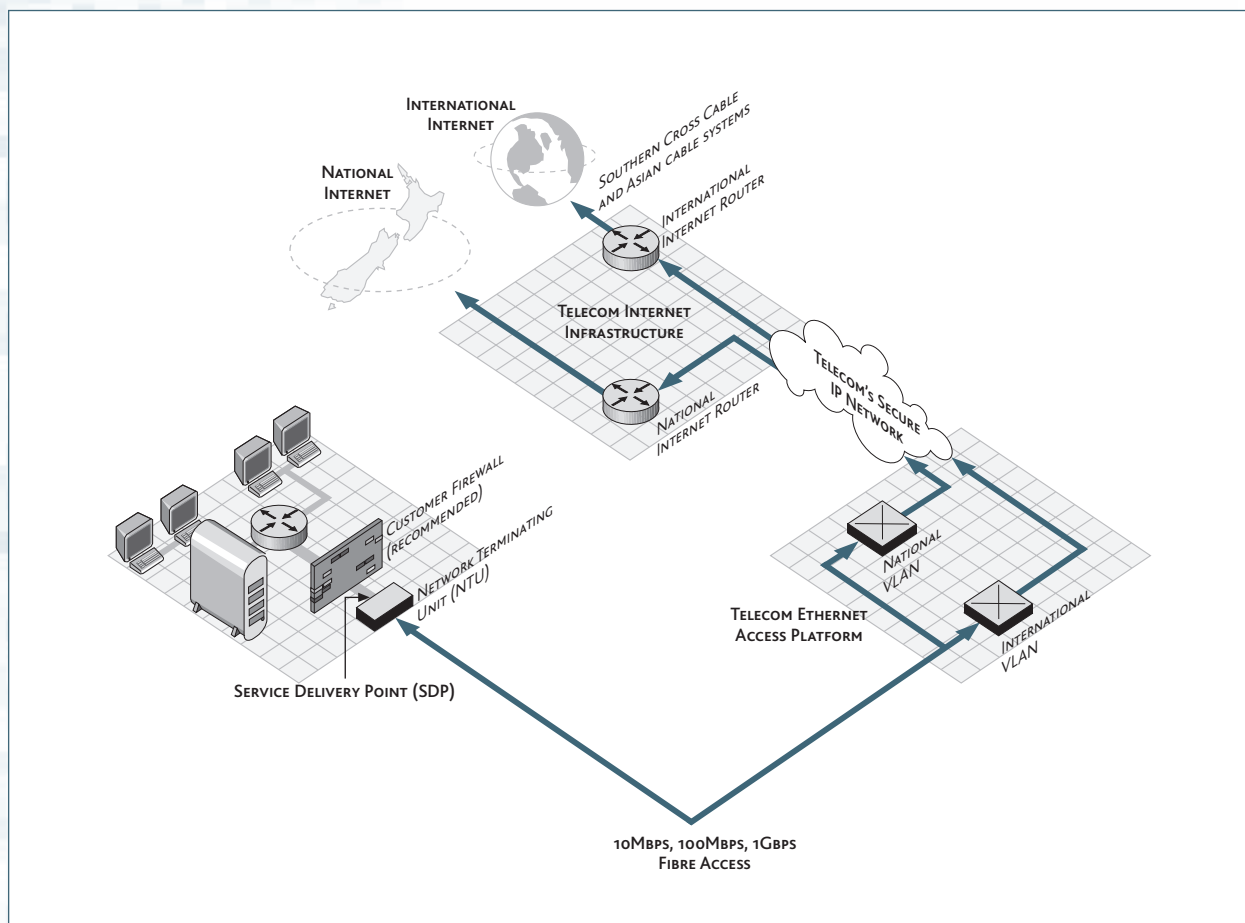 International
Internet
Southern Cross Cable
and Asian cable systems
National
Internet
International
Internet Router
Telecom Internet
Infrastructure
Telecom's Secure
IP Network
National
Internet Router
Customer Firewall
(recommended)
Network Terminating
Unit (NTU)
National
VLAN
Telecom Ethernet
Access Platform
International
VLAN
Service Delivery Point (SDP)
10Mbps, 100Mbps, 1Gbps
Fibre Access